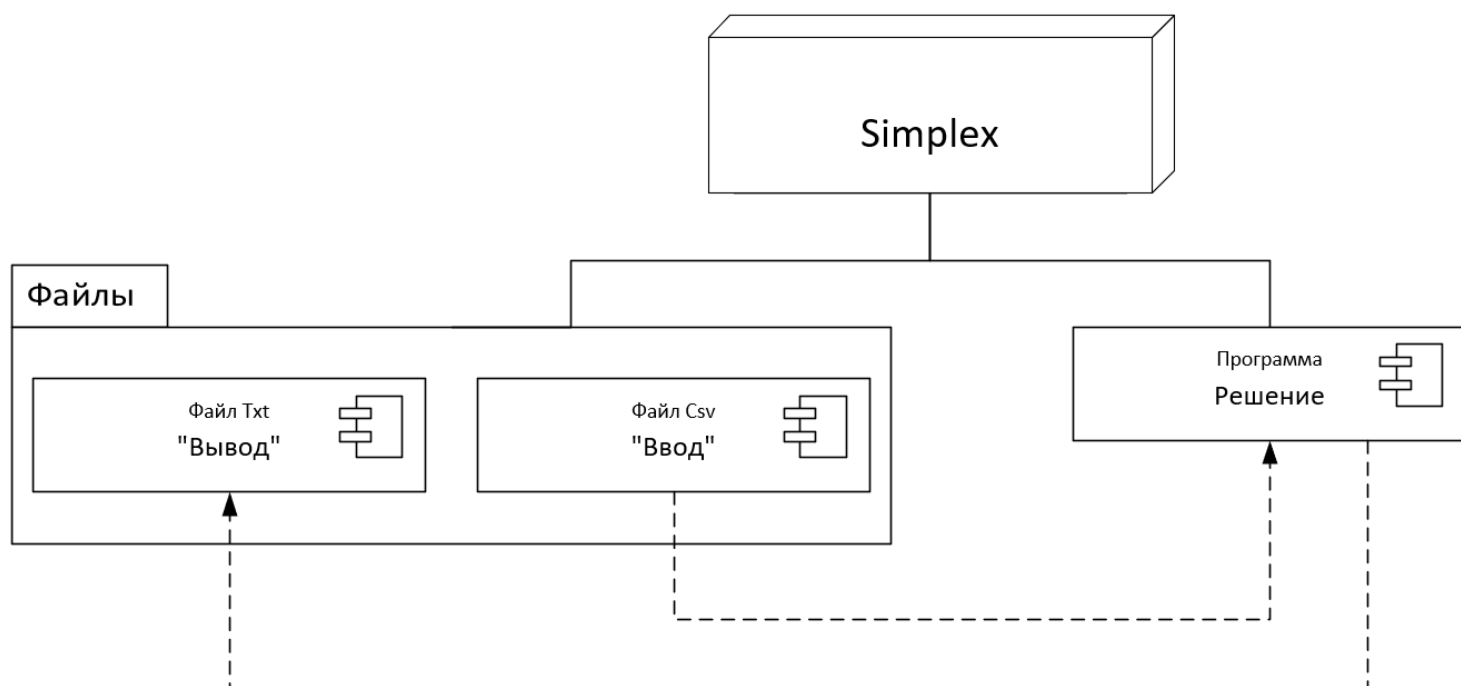 Simplex
Файлы
Файл Txt
"Вывод"
Файл Csv
"Ввод"
Программа
Решение